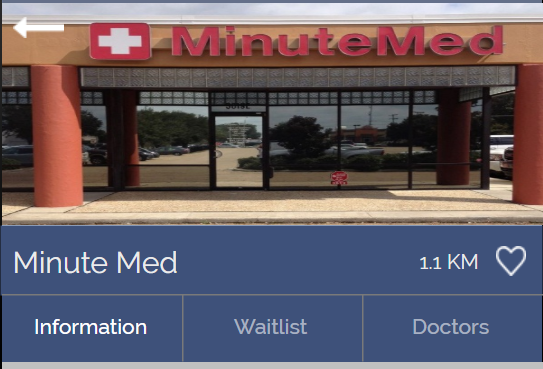 MinuteMed
Minute Med
1.1 KM
Information
Waitlist
Doctors